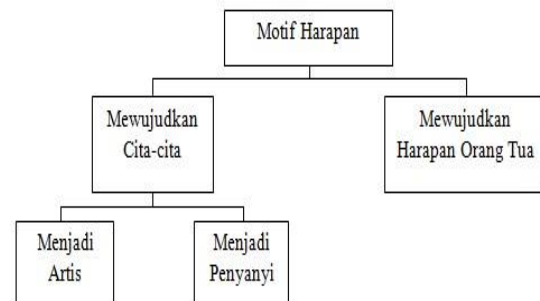 Motif Harapan
Mewujudkan
Cita-cita
Mewujudkan
Harapan Orang Tua
Menjadi
Artis
Menjadi
Penyanyi